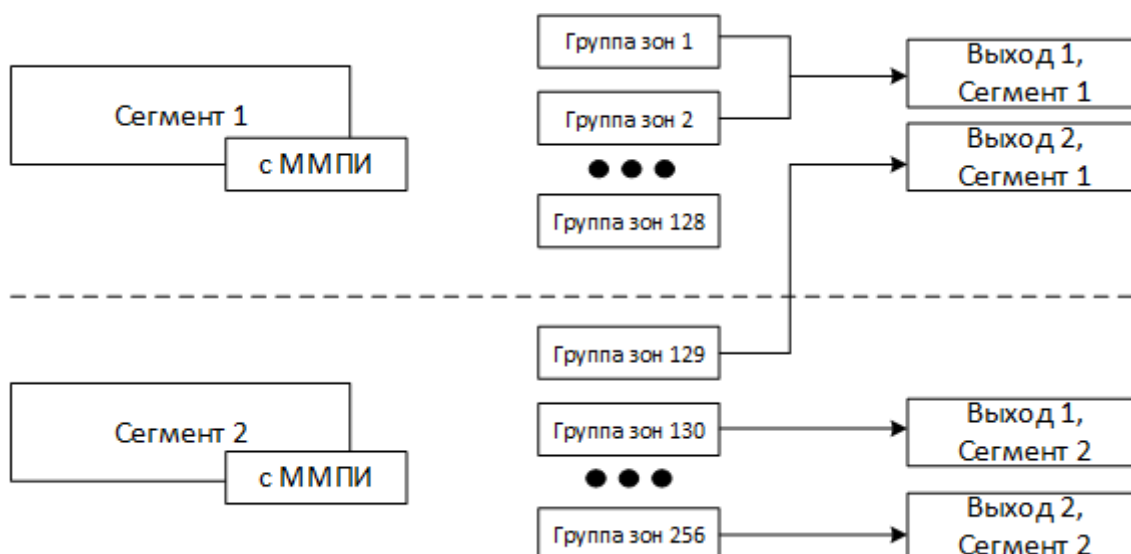 Сегмент 1
с ММПИ
Группа зон 1
Группа зон 2
Группа зон 128
Выход 1,
Сегмент 1
Выход 2,
Сегмент 1
Сегмент 2
с ММПИ
Группа зон 129
Группа зон 130
Группа зон 256
Выход 1,
Сегмент 2
Выход 2,
Сегмент 2